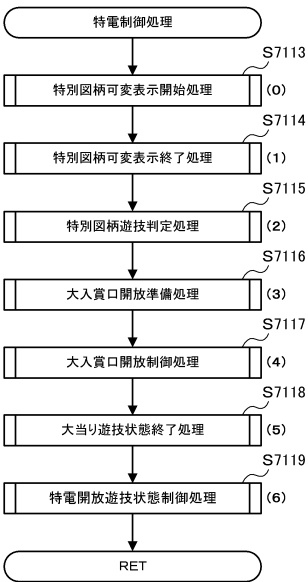 特電制御処理
S7113
特別図柄可変表示開始処理 (0)
S7114
特別図柄可変表示終了処理 (1)
S7115
特別図柄遊技判定処理 (2)
S7116
大入賞口開放準備処理 (3)
S7117
大入賞口開放制御処理 (4)
S7118
大当り遊技状態終了処理 (5)
S7119
特電開放遊技状態制御処理 (6)
RET